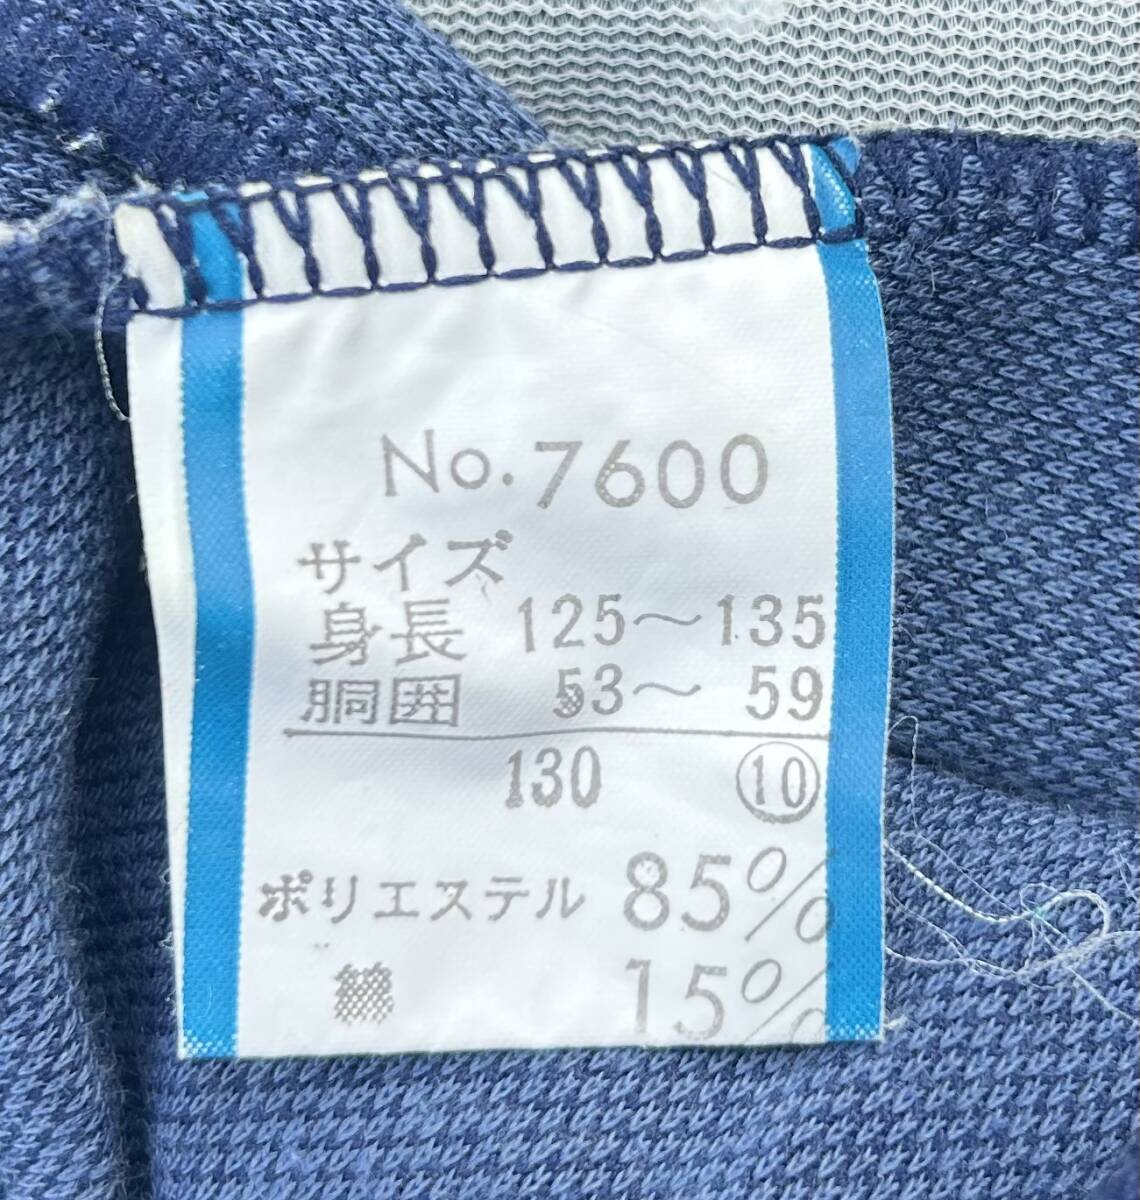 No.7600
サイズ
身長 125～135
胴囲 53～59
130 ⑩
ポリエステル 85%
綿 15%